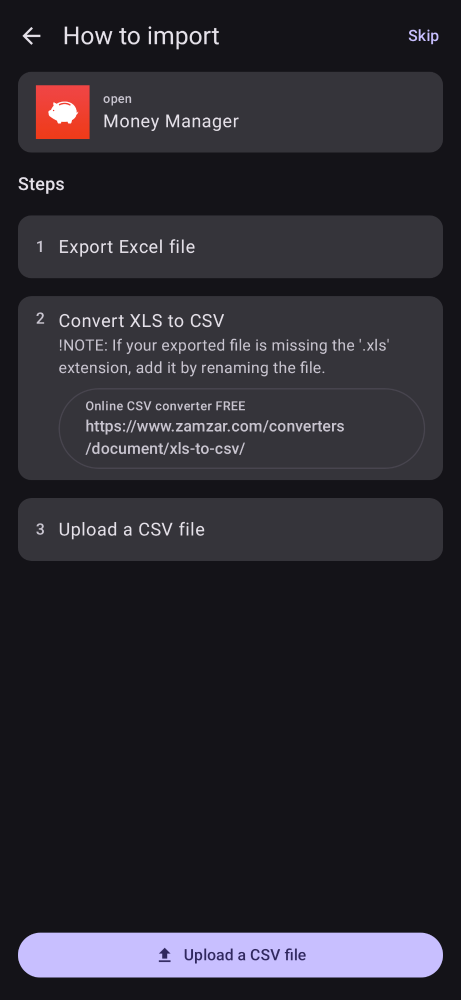 How to import
Skip
open
Money Manager
Steps
1 Export Excel file
2 Convert XLS to CSV
!NOTE: If your exported file is missing the '.xls'
extension, add it by renaming the file.
Online CSV converter FREE
https://www.zamzar.com/converters
/document/xls-to-csv/
3 Upload a CSV file
Upload a CSV file